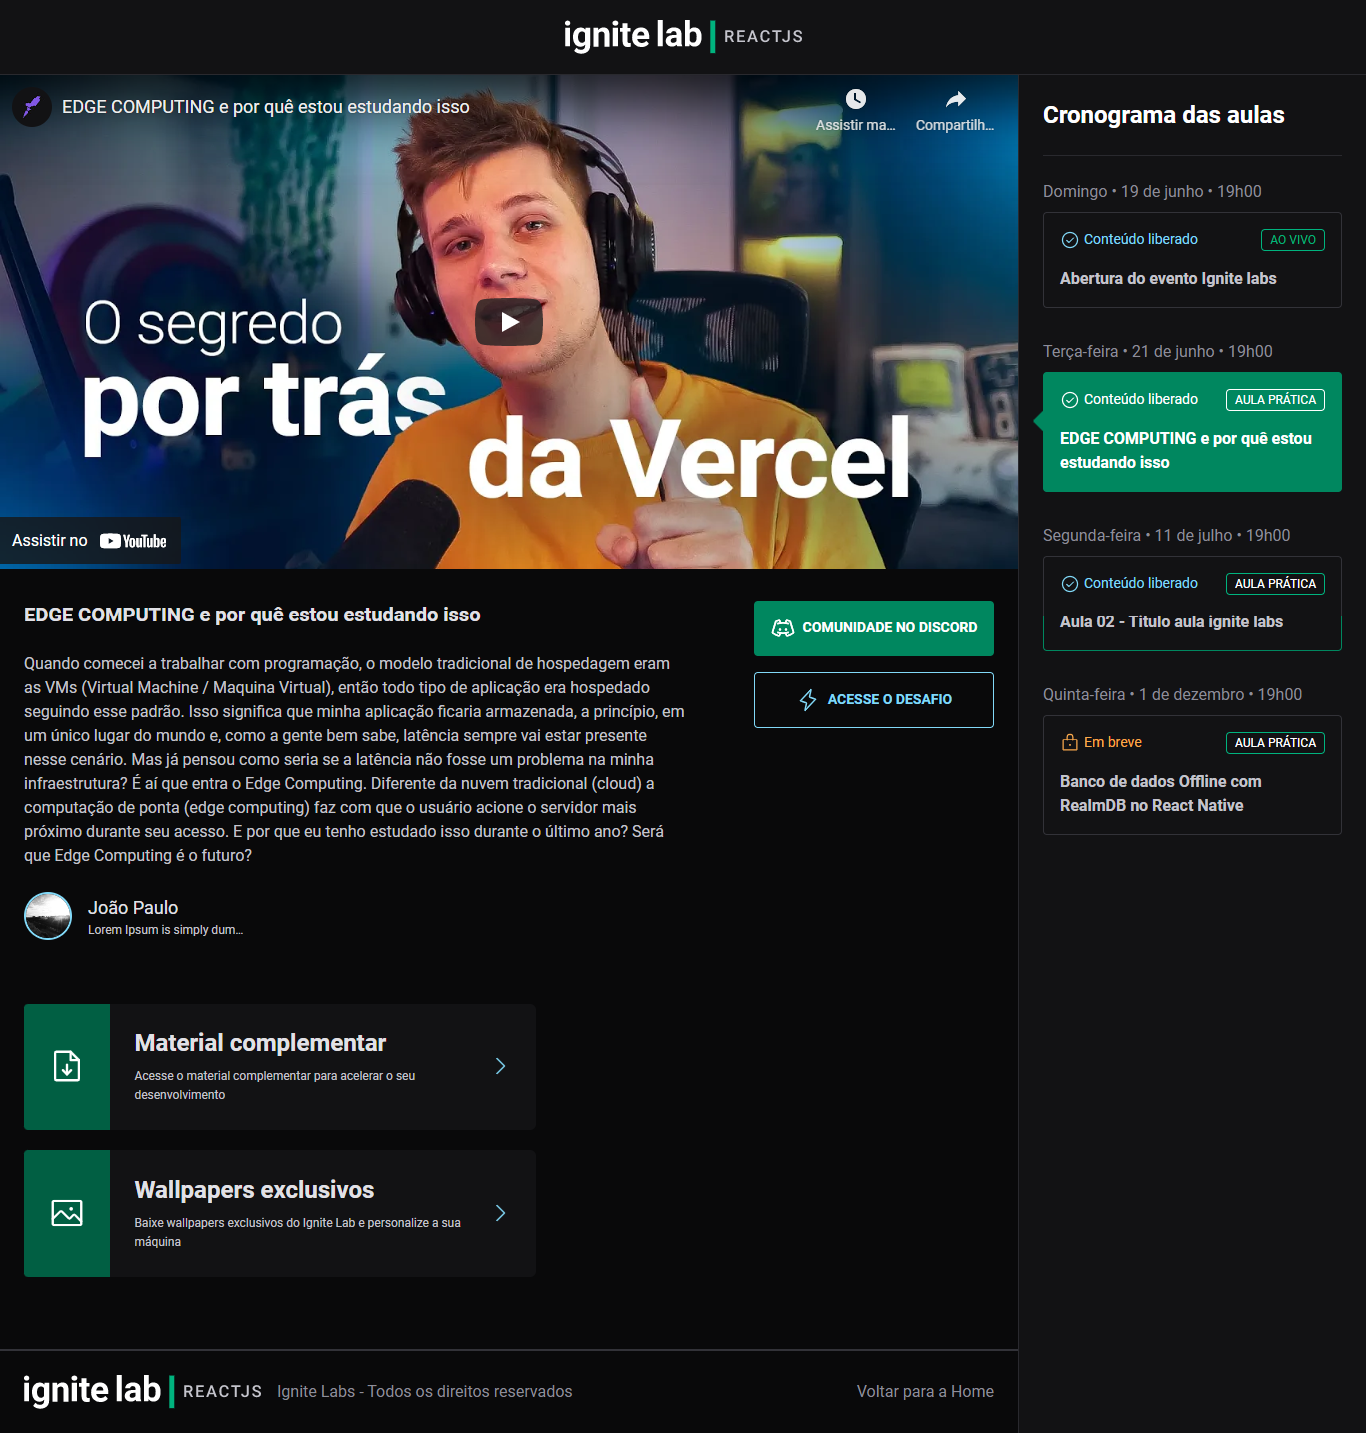 ignite lab | REACTJS
EDGE COMPUTING e por quê estou estudando isso
Assistir ma...
Compartilh...
O segredo
por trás
da Vercel
Assistir no YouTube
EDGE COMPUTING e por quê estou estudando isso
Quando comecei a trabalhar com programação, o modelo tradicional de hospedagem eram
as VMs (Virtual Machine / Maquina Virtual), então todo tipo de aplicação era hospedado
seguindo esse padrão. Isso significa que minha aplicação ficaria armazenada, a princípio, em
um único lugar do mundo e, como a gente bem sabe, latência sempre vai estar presente
nesse cenário. Mas já pensou como seria se a latência não fosse um problema na minha
infraestrutura? É aí que entra o Edge Computing. Diferente da nuvem tradicional (cloud) a
computação de ponta (edge computing) faz com que o usuário acione o servidor mais
próximo durante seu acesso. E por que eu tenho estudado isso durante o último ano? Será
que Edge Computing é o futuro?
COMUNIDADE NO DISCORD
ACESSE O DESAFIO
João Paulo
Lorem Ipsum is simply dum...
Material complementar
Acesse o material complementar para acelerar o seu
desenvolvimento
Wallpapers exclusivos
Baixe wallpapers exclusivos do Ignite Lab e personalize a sua
máquina
Cronograma das aulas
Domingo • 19 de junho • 19h00
Conteúdo liberado
AO VIVO
Abertura do evento Ignite labs
Terça-feira • 21 de junho • 19h00
Conteúdo liberado
AULA PRÁTICA
EDGE COMPUTING e por quê estou
estudando isso
Segunda-feira • 11 de julho • 19h00
Conteúdo liberado
AULA PRÁTICA
Aula 02 - Titulo aula ignite labs
Quinta-feira • 1 de dezembro • 19h00
Em breve
AULA PRÁTICA
Banco de dados Offline com
RealmDB no React Native
ignite lab | REACTJS
Ignite Labs - Todos os direitos reservados
Voltar para a Home